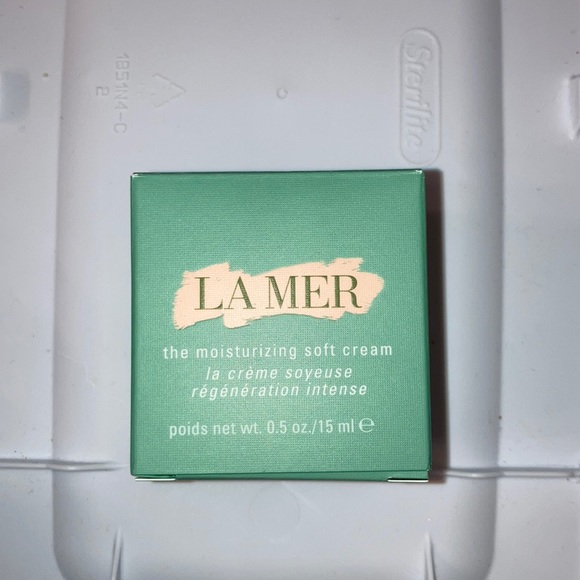 Sterilite
1851N4-C
a
LA MER
the moisturizing soft cream
la crème soyeuse
régénération intense
poids net wt. 0.5 oz./15 ml ℮